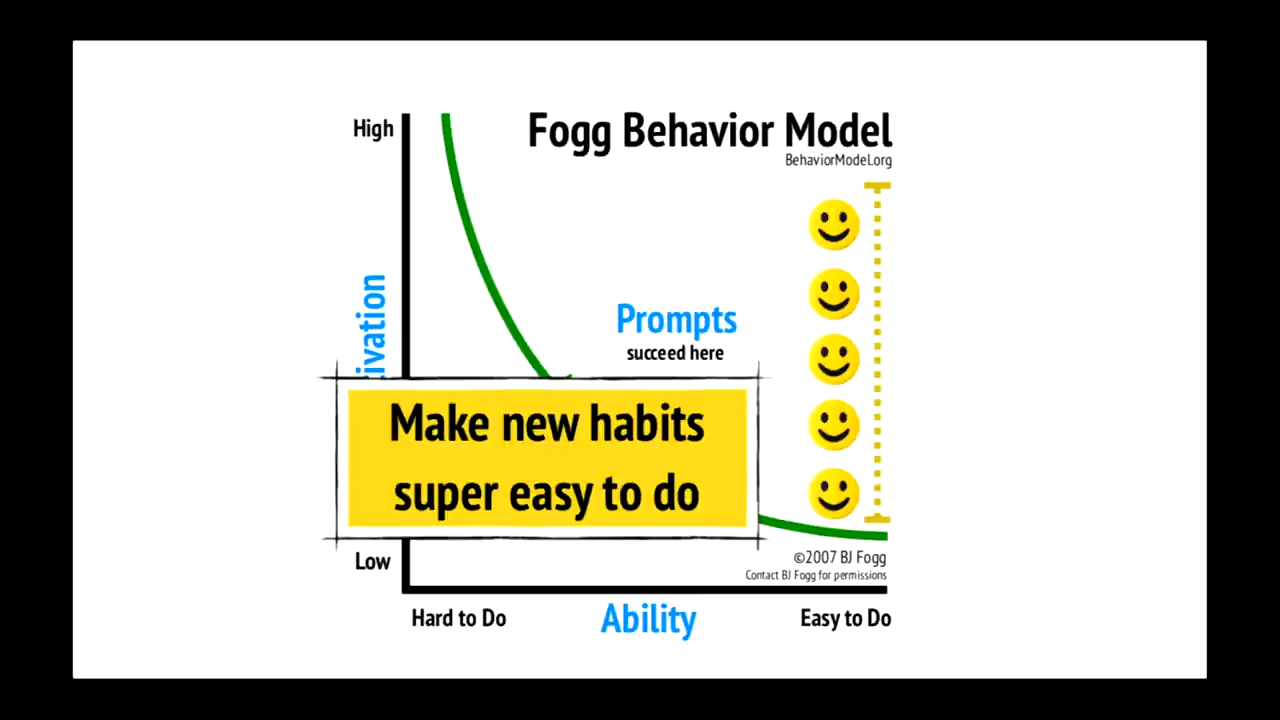 High
Fogg Behavior Model
BehaviorModel.org
Prompts
succeed here
Make new habits
super easy to do
Low
©2007 BJ Fogg
Contact BJ Fogg for permissions
Hard to Do
Ability
Easy to Do